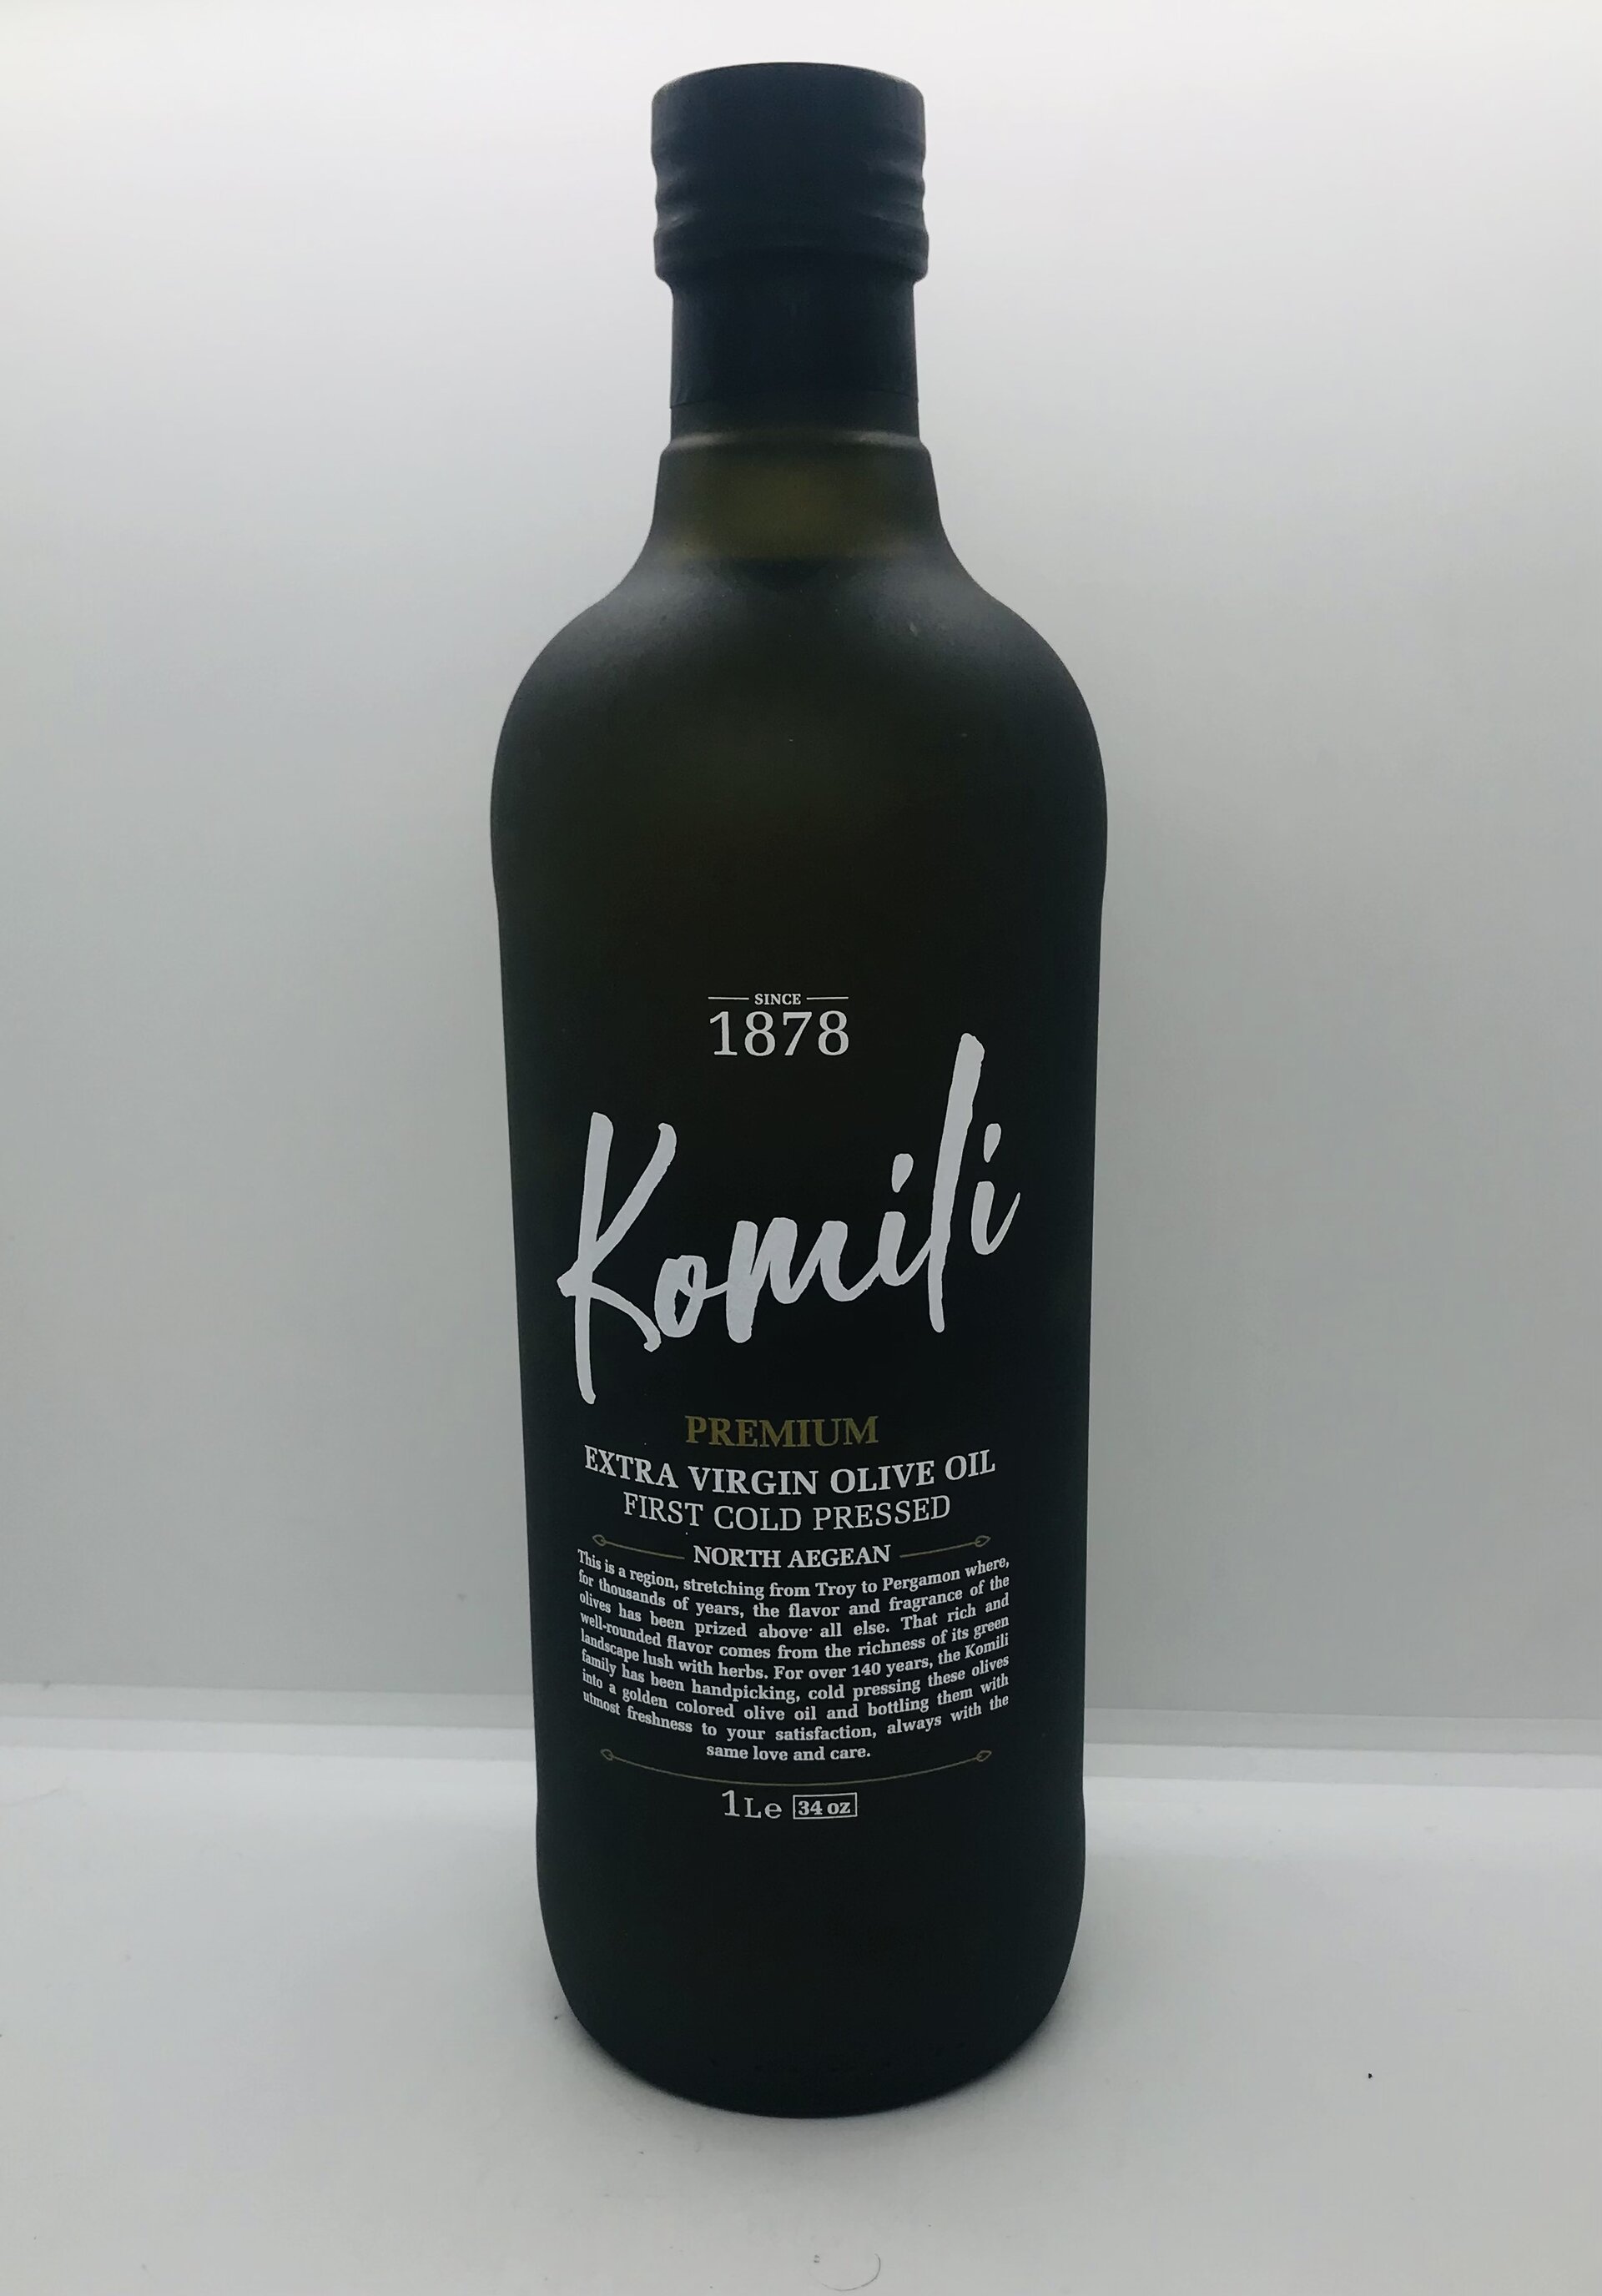 SINCE
1878
Komili
PREMIUM
EXTRA VIRGIN OLIVE OIL
FIRST COLD PRESSED
NORTH AEGEAN
This is a region, stretching from Troy to Pergamon where,
for thousands of years, the flavor and fragrance of the
olives has been prized above all else. That rich and
well-rounded flavor comes from the richness of its green
landscape lush with herbs. For over 140 years, the Komili
family has been handpicking, cold pressing these olives
into a golden colored olive oil and bottling them with
utmost freshness to your satisfaction, always with the
same love and care.
1Le 34 oz